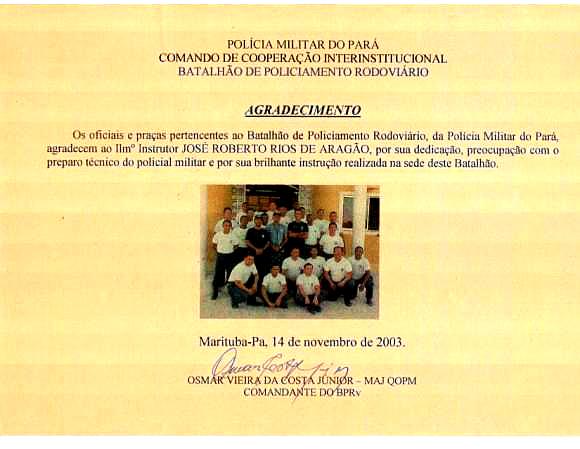 POLÍCIA MILITAR DO PARÁ
COMANDO DE COOPERAÇÃO INTERINSTITUCIONAL
BATALHÃO DE POLICIAMENTO RODOVIÁRIO
AGRADECIMENTO
Os oficiais e praças pertencentes ao Batalhão de Policiamento Rodoviário, da Polícia Militar do Pará,
agradecem ao Ilmº Instrutor JOSÉ ROBERTO RIOS DE ARAGÃO, por sua dedicação, preocupação com o
preparo técnico do policial militar e por sua brilhante instrução realizada na sede deste Batalhão.
Marituba-Pa, 14 de novembro de 2003.
OSMAR VIEIRA DA COSTA JÚNIOR – MAJ QOPM
COMANDANTE DO BPRv